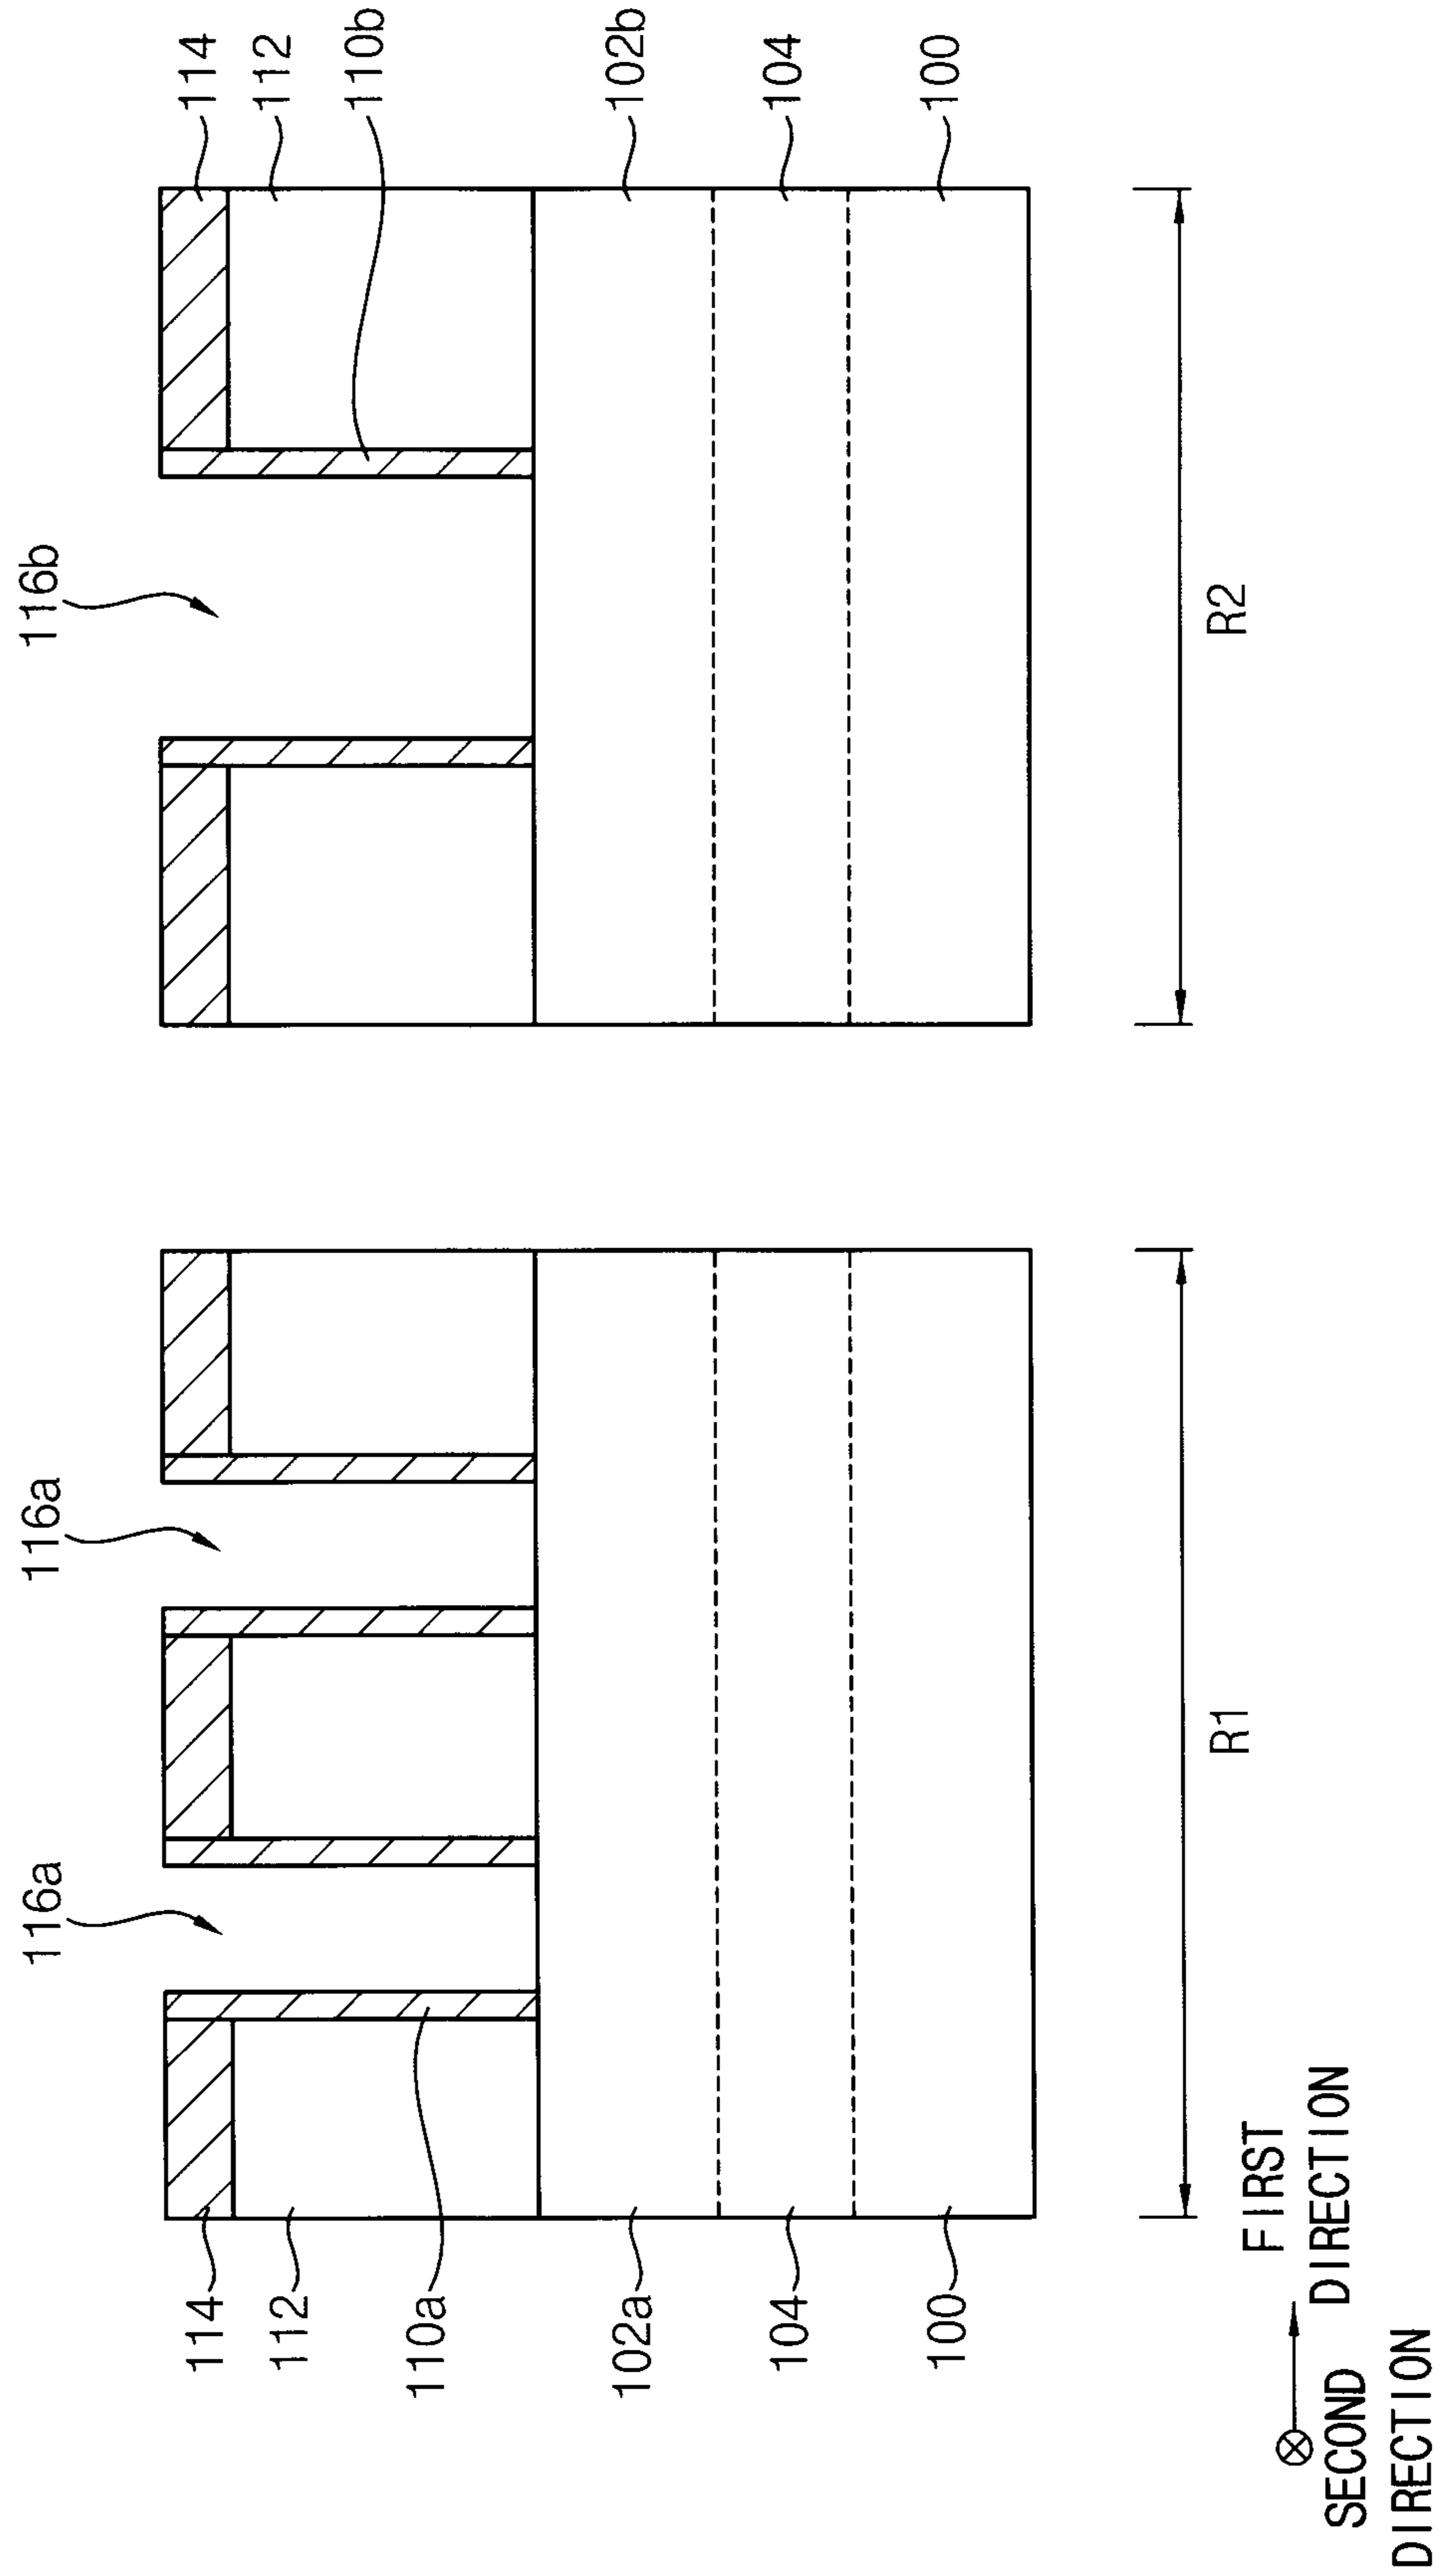 116a
116a
116b
114
112
110a
102a
104
100
114
112
110b
102b
104
100
R1
R2
FIRST
DIRECTION
SECOND
DIRECTION